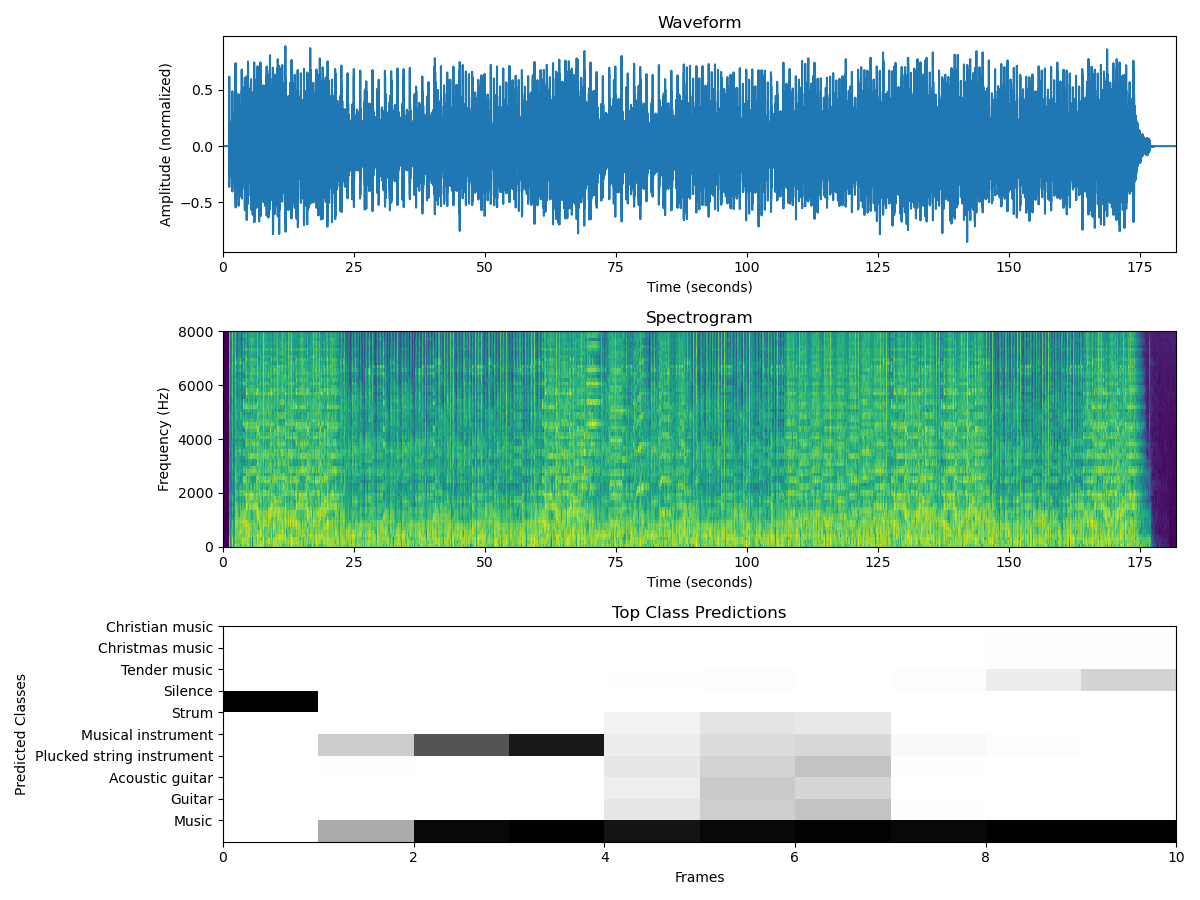 Waveform
Amplitude (normalized)
0.5
0.0
−0.5
0 25 50 75 100 125 150 175
Time (seconds)
Spectrogram
Frequency (Hz)
8000
6000
4000
2000
0
0 25 50 75 100 125 150 175
Time (seconds)
Top Class Predictions
Predicted Classes
Christian music
Christmas music
Tender music
Silence
Strum
Musical instrument
Plucked string instrument
Acoustic guitar
Guitar
Music
0 2 4 6 8 10
Frames